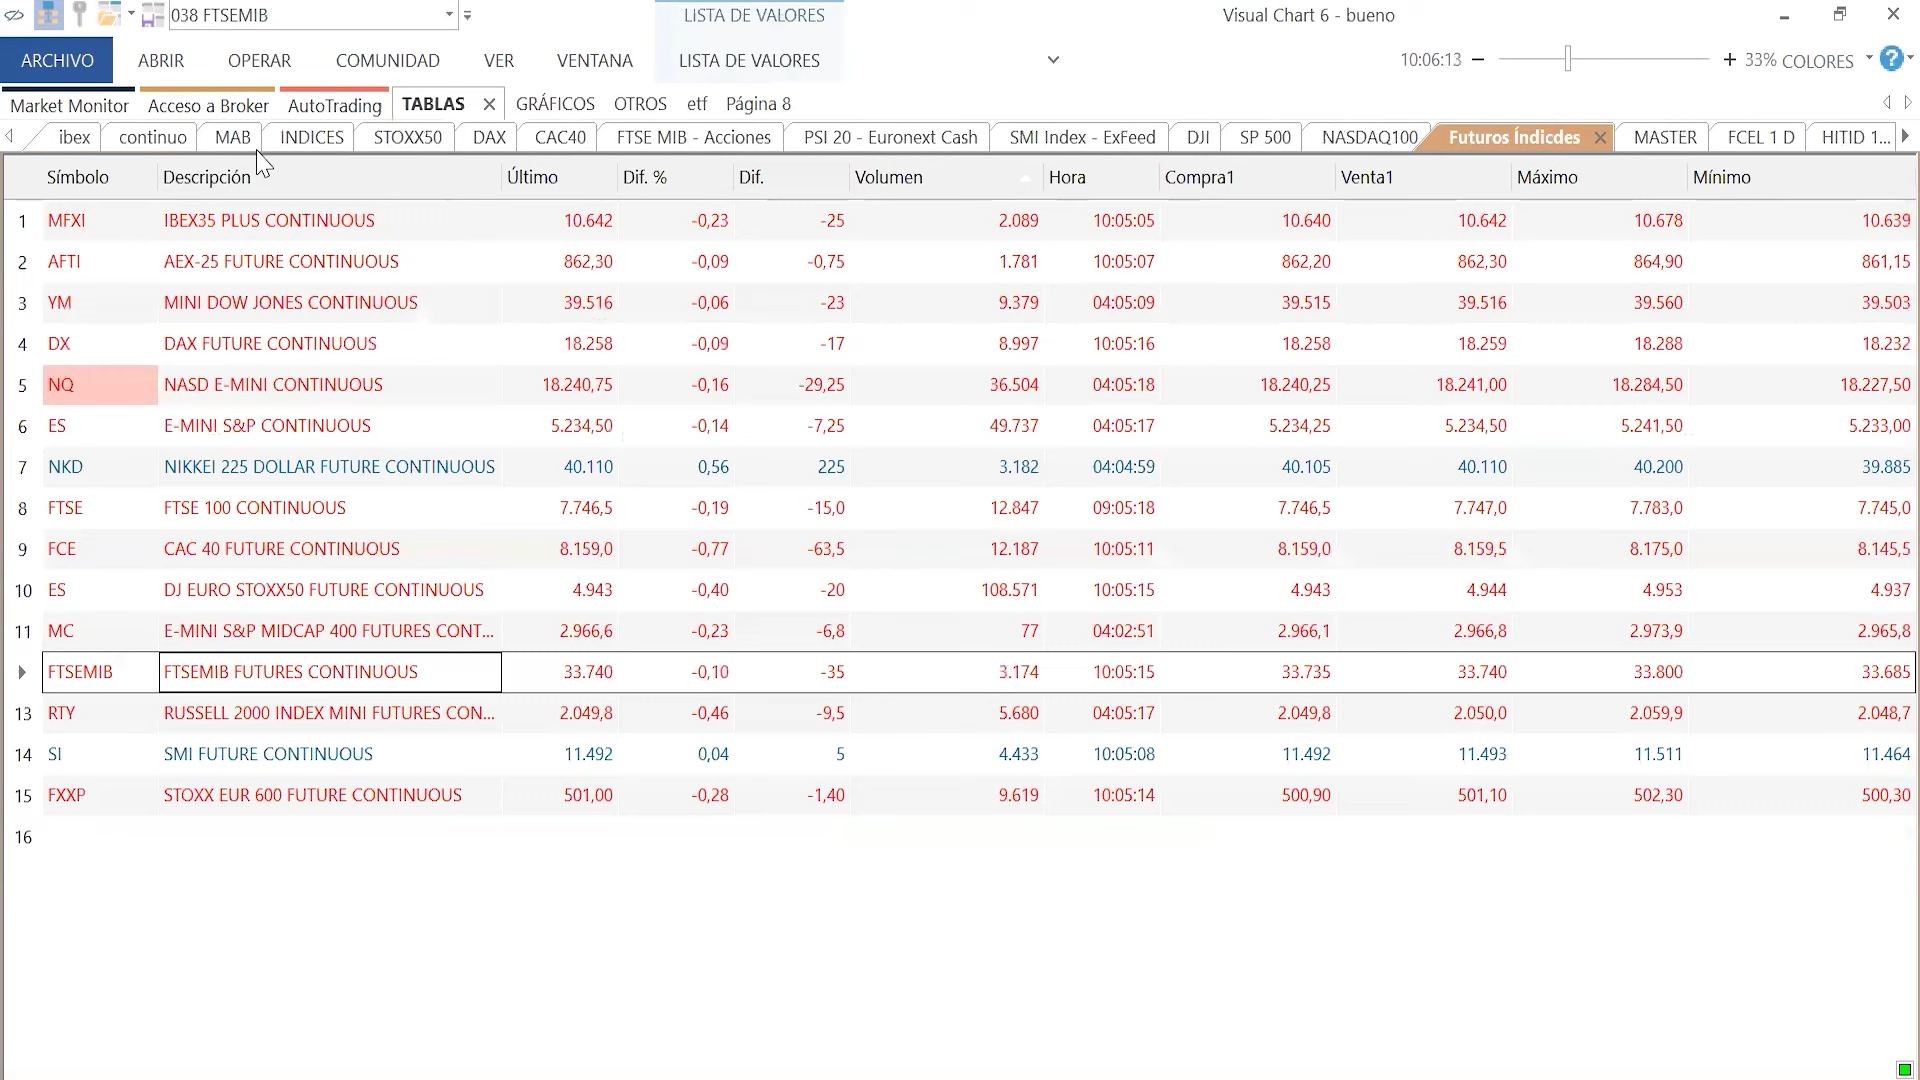 038 FTSEMIB
LISTA DE VALORES
Visual Chart 6 - bueno
ARCHIVO ABRIR OPERAR COMUNIDAD VER VENTANA LISTA DE VALORES 10:06:13 33% COLORES ?
Market Monitor Acceso a Broker AutoTrading TABLAS GRÁFICOS OTROS etf Página 8
ibex continuo MAB INDICES STOXX50 DAX CAC40 FTSE MIB - Acciones PSI 20 - Euronext Cash SMI Index - ExFeed DJI SP 500 NASDAQ100 Futuros Índicdes MASTER FCEL 1 D HITID 1...
Símbolo Descripción Último Dif. % Dif. Volumen Hora Compra1 Venta1 Máximo Mínimo
1 MFXI IBEX35 PLUS CONTINUOUS 10.642 -0,23 -25 2.089 10:05:05 10.640 10.642 10.678 10.639
2 AFTI AEX-25 FUTURE CONTINUOUS 862,30 -0,09 -0,75 1.781 10:05:07 862,20 862,30 864,90 861,15
3 YM MINI DOW JONES CONTINUOUS 39.516 -0,06 -23 9.379 04:05:09 39.515 39.516 39.560 39.503
4 DX DAX FUTURE CONTINUOUS 18.258 -0,09 -17 8.997 10:05:16 18.258 18.259 18.288 18.232
5 NQ NASD E-MINI CONTINUOUS 18.240,75 -0,16 -29,25 36.504 04:05:18 18.240,25 18.241,00 18.284,50 18.227,50
6 ES E-MINI S&P CONTINUOUS 5.234,50 -0,14 -7,25 49.737 04:05:17 5.234,25 5.234,50 5.241,50 5.233,00
7 NKD NIKKEI 225 DOLLAR FUTURE CONTINUOUS 40.110 0,56 225 3.182 04:04:59 40.105 40.110 40.200 39.885
8 FTSE FTSE 100 CONTINUOUS 7.746,5 -0,19 -15,0 12.847 09:05:18 7.746,5 7.747,0 7.783,0 7.745,0
9 FCE CAC 40 FUTURE CONTINUOUS 8.159,0 -0,77 -63,5 12.187 10:05:11 8.159,0 8.159,5 8.175,0 8.145,5
10 ES DJ EURO STOXX50 FUTURE CONTINUOUS 4.943 -0,40 -20 108.571 10:05:15 4.943 4.944 4.953 4.937
11 MC E-MINI S&P MIDCAP 400 FUTURES CONT... 2.966,6 -0,23 -6,8 77 04:02:51 2.966,1 2.966,8 2.973,9 2.965,8
FTSEMIB FTSEMIB FUTURES CONTINUOUS 33.740 -0,10 -35 3.174 10:05:15 33.735 33.740 33.800 33.685
13 RTY RUSSELL 2000 INDEX MINI FUTURES CON... 2.049,8 -0,46 -9,5 5.680 04:05:17 2.049,8 2.050,0 2.059,9 2.048,7
14 SI SMI FUTURE CONTINUOUS 11.492 0,04 5 4.433 10:05:08 11.492 11.493 11.511 11.464
15 FXXP STOXX EUR 600 FUTURE CONTINUOUS 501,00 -0,28 -1,40 9.619 10:05:14 500,90 501,10 502,30 500,30
16